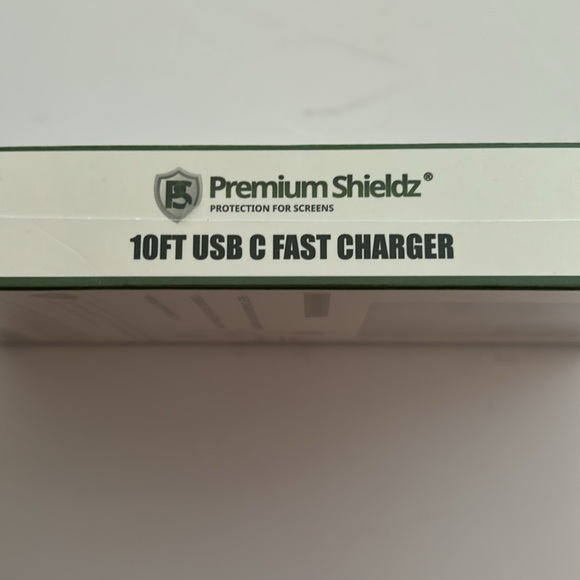 PS
Premium Shieldz®
PROTECTION FOR SCREENS
10FT USB C FAST CHARGER